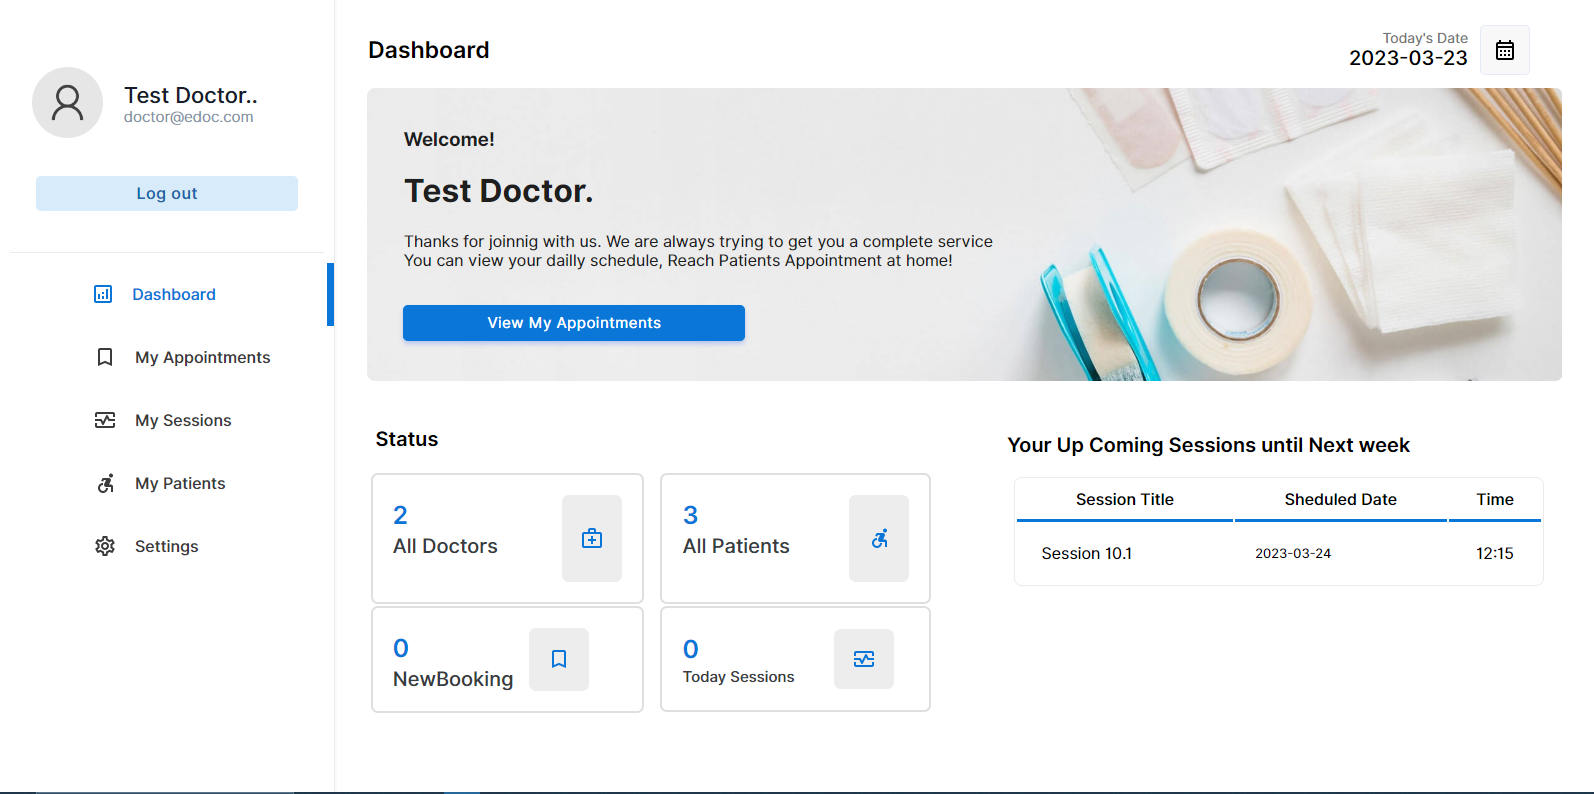 Test Doctor..
doctor@edoc.com
Log out
Dashboard
My Appointments
My Sessions
My Patients
Settings
Dashboard
Today's Date
2023-03-23
Welcome!
Test Doctor.
Thanks for joinnig with us. We are always trying to get you a complete service
You can view your dailly schedule, Reach Patients Appointment at home!
View My Appointments
Status
2
All Doctors
3
All Patients
0
NewBooking
0
Today Sessions
Your Up Coming Sessions until Next week
Session Title Sheduled Date Time
Session 10.1 2023-03-24 12:15